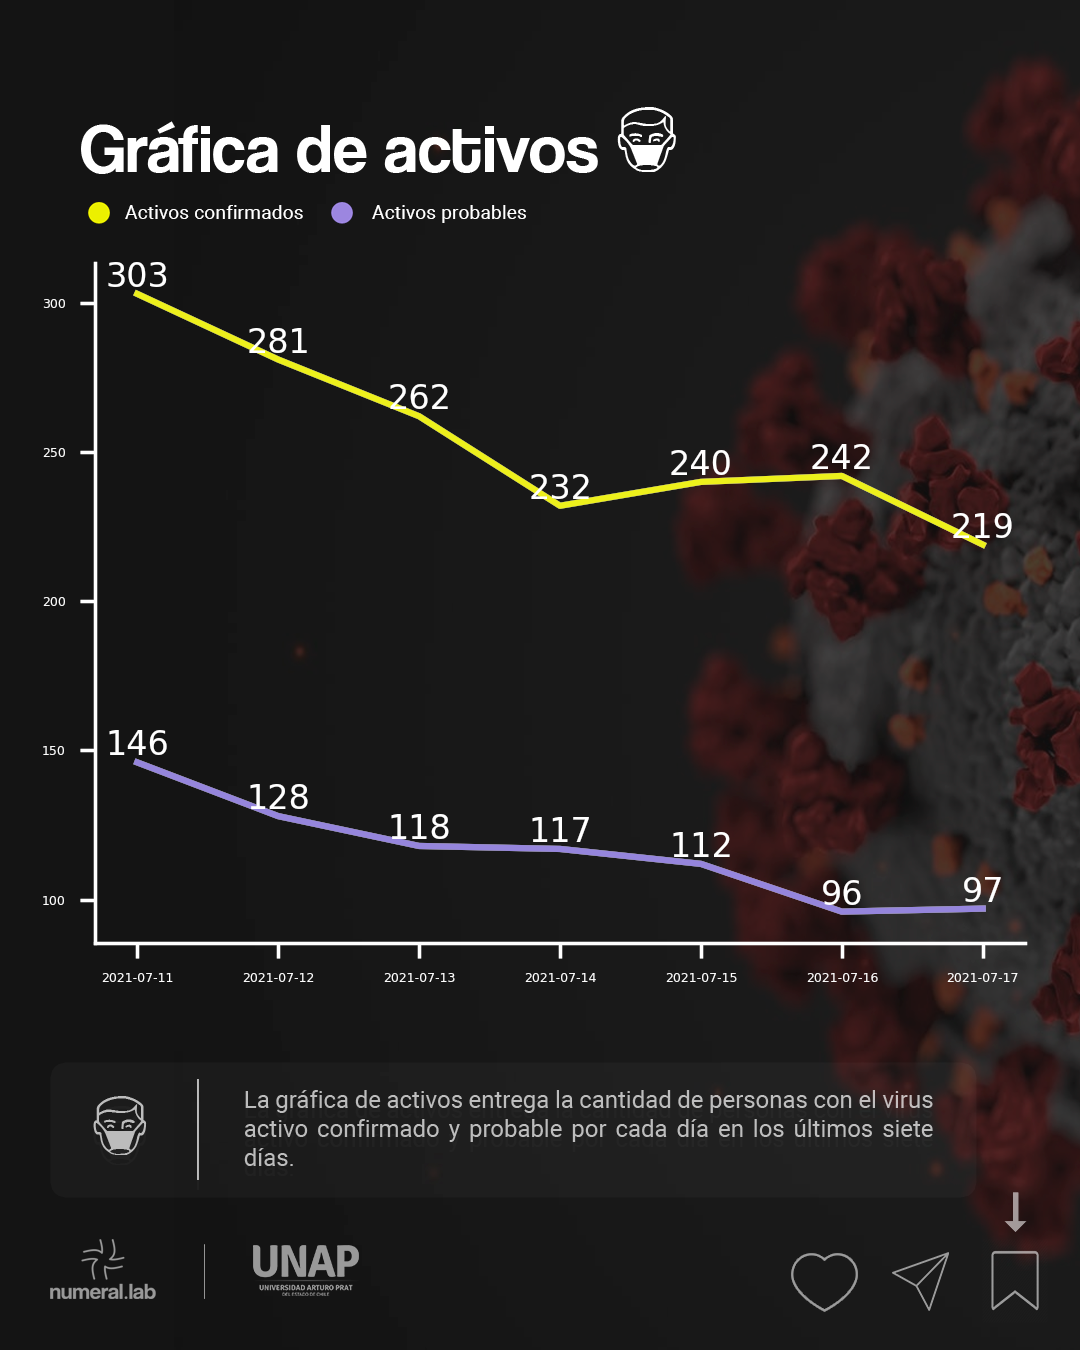 Gráfica de activos
Activos confirmados Activos probables
303
300
281
262
250
242
240
232
219
200
150
146
128
118
117
112
100
96
97
2021-07-11 2021-07-12 2021-07-13 2021-07-14 2021-07-15 2021-07-16 2021-07-17
La gráfica de activos entrega la cantidad de personas con el virus
activo confirmado y probable por cada día en los últimos siete
días.
numeral.lab
UNAP
UNIVERSIDAD ARTURO PRAT
DEL ESTADO DE CHILE